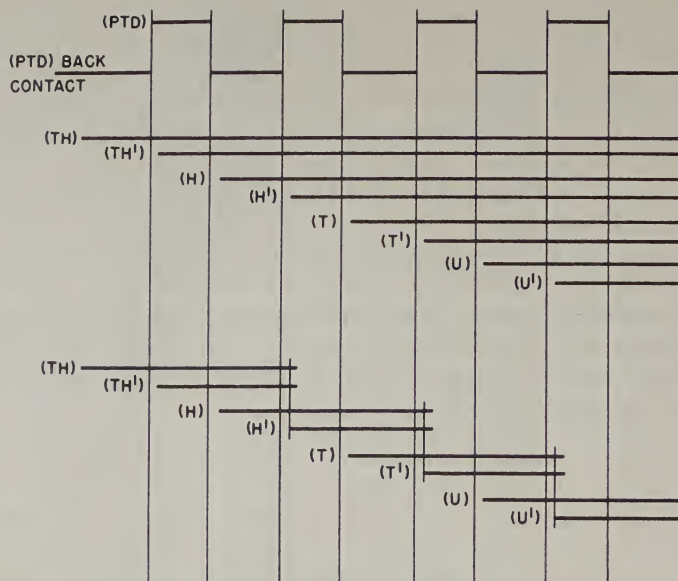 (PTD)
(PTD) BACK
CONTACT
(TH)
(TH')
(H)
(H')
(T)
(T')
(U)
(U')
(TH)
(TH')
(H)
(H')
(T)
(T')
(U)
(U')